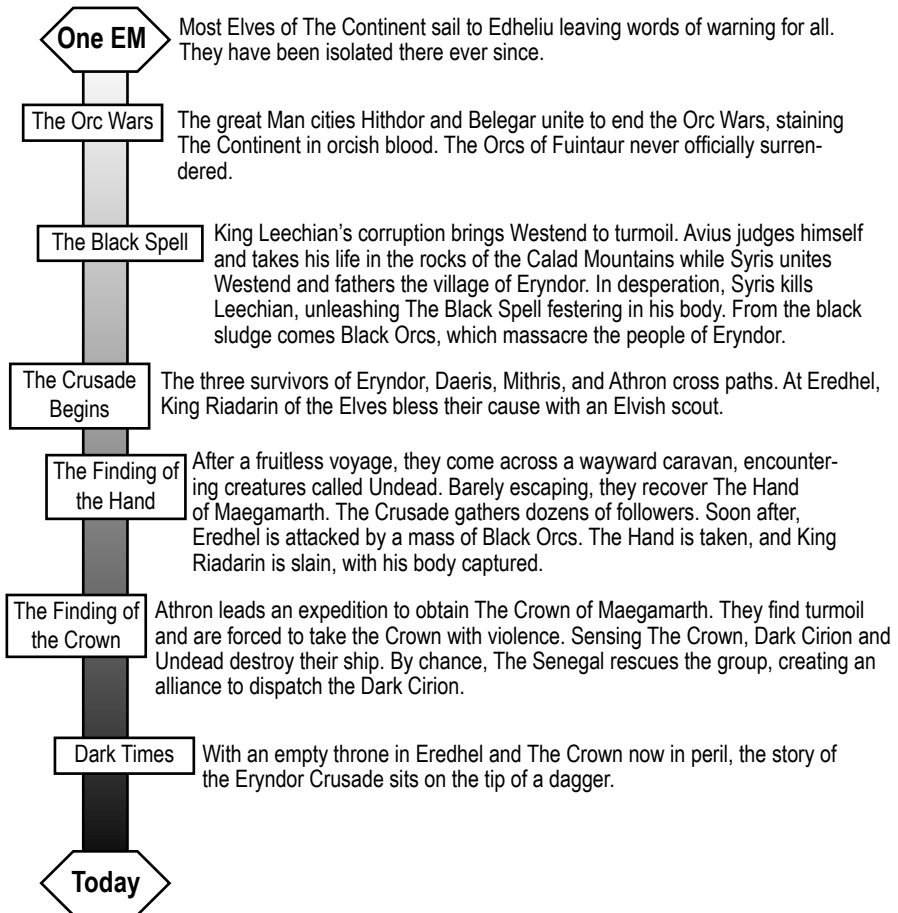 One EM
Most Elves of The Continent sail to Edheliu leaving words of warning for all.
They have been isolated there ever since.
The Orc Wars
The great Man cities Hithdor and Belegar unite to end the Orc Wars, staining
The Continent in orcish blood. The Orcs of Fuintaur never officially surren-
dered.
The Black Spell
King Leechian's corruption brings Westend to turmoil. Avius judges himself
and takes his life in the rocks of the Calad Mountains while Syris unites
Westend and fathers the village of Eryndor. In desperation, Syris kills
Leechian, unleashing The Black Spell festering in his body. From the black
sludge comes Black Orcs, which massacre the people of Eryndor.
The Crusade
Begins
The three survivors of Eryndor, Daeris, Mithris, and Athron cross paths. At Eredhel,
King Riadarin of the Elves bless their cause with an Elvish scout.
The Finding of
the Hand
After a fruitless voyage, they come across a wayward caravan, encounter-
ing creatures called Undead. Barely escaping, they recover The Hand
of Maegamarth. The Crusade gathers dozens of followers. Soon after,
Eredhel is attacked by a mass of Black Orcs. The Hand is taken, and King
Riadarin is slain, with his body captured.
The Finding of
the Crown
Athron leads an expedition to obtain The Crown of Maegamarth. They find turmoil
and are forced to take the Crown with violence. Sensing The Crown, Dark Cirion and
Undead destroy their ship. By chance, The Senegal rescues the group, creating an
alliance to dispatch the Dark Cirion.
Dark Times
With an empty throne in Eredhel and The Crown now in peril, the story of
the Eryndor Crusade sits on the tip of a dagger.
Today